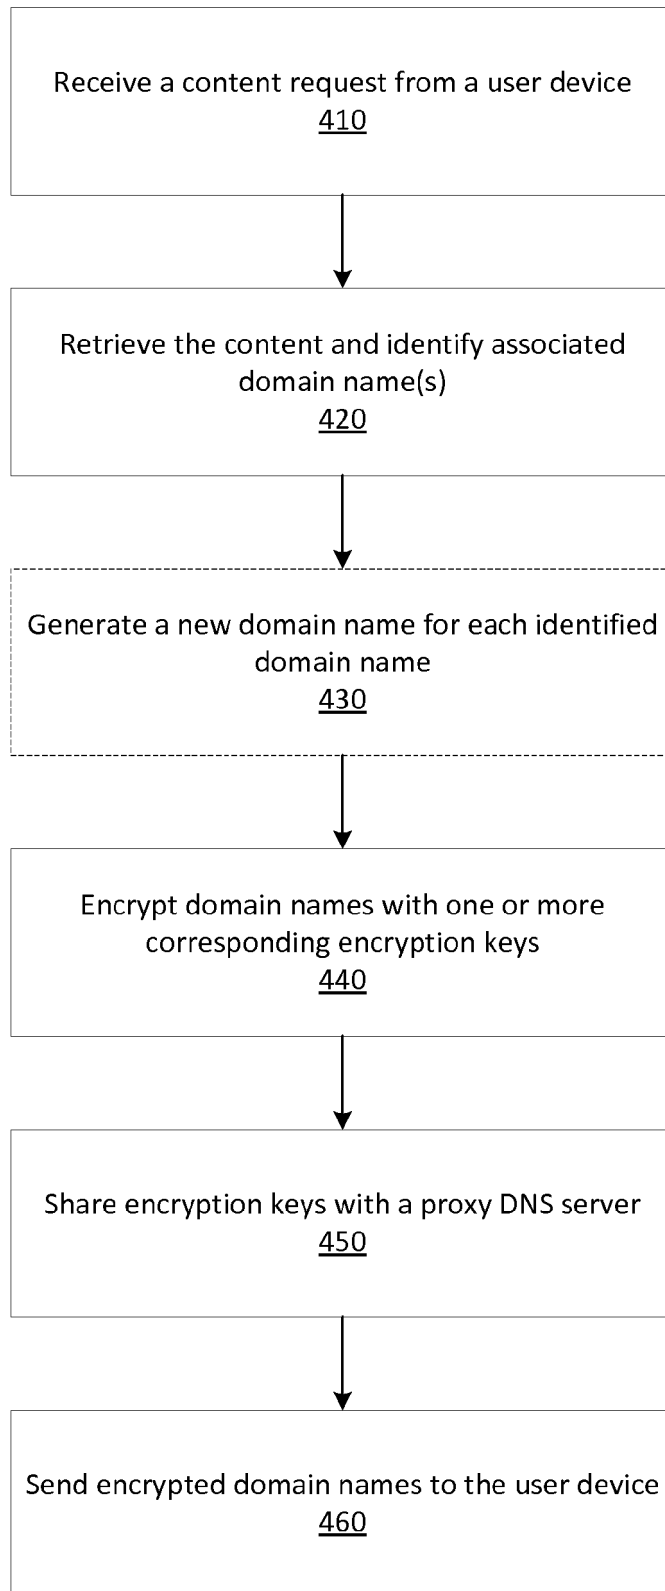 Receive a content request from a user device
410
Retrieve the content and identify associated
domain name(s)
420
Generate a new domain name for each identified
domain name
430
Encrypt domain names with one or more
corresponding encryption keys
440
Share encryption keys with a proxy DNS server
450
Send encrypted domain names to the user device
460